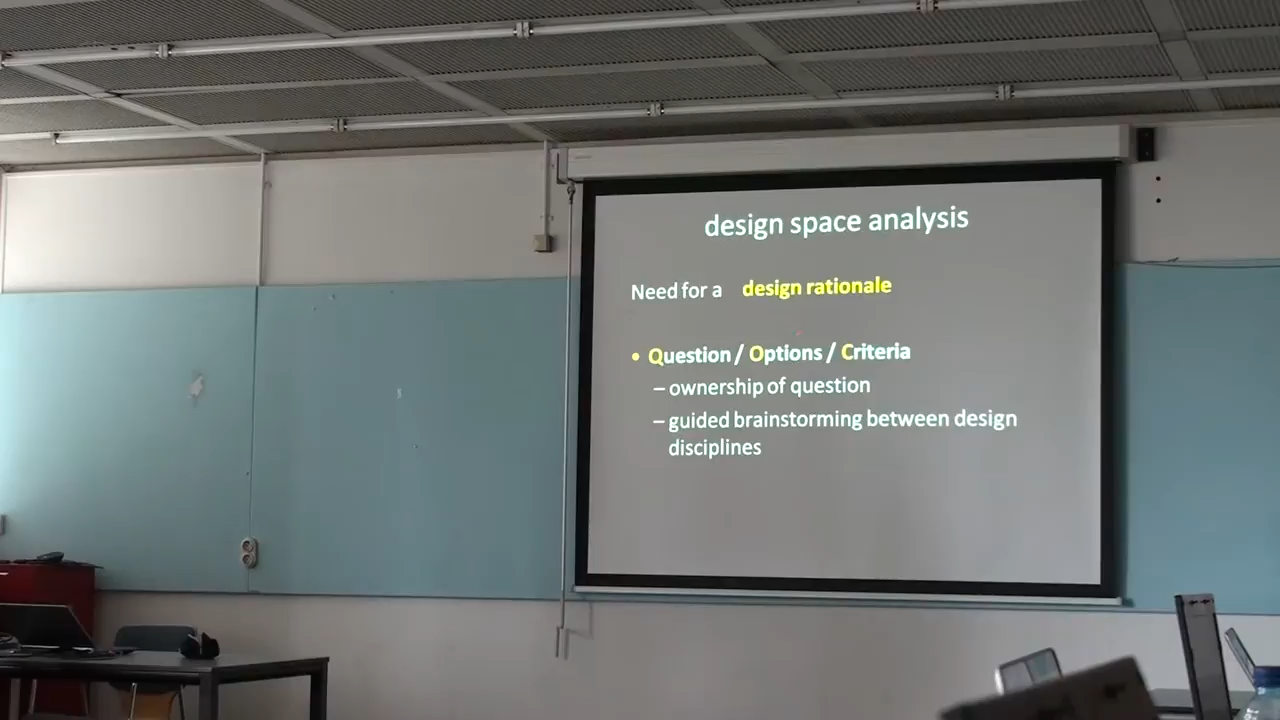 design space analysis
Need for a design rationale
• Question / Options / Criteria
– ownership of question
– guided brainstorming between design
disciplines